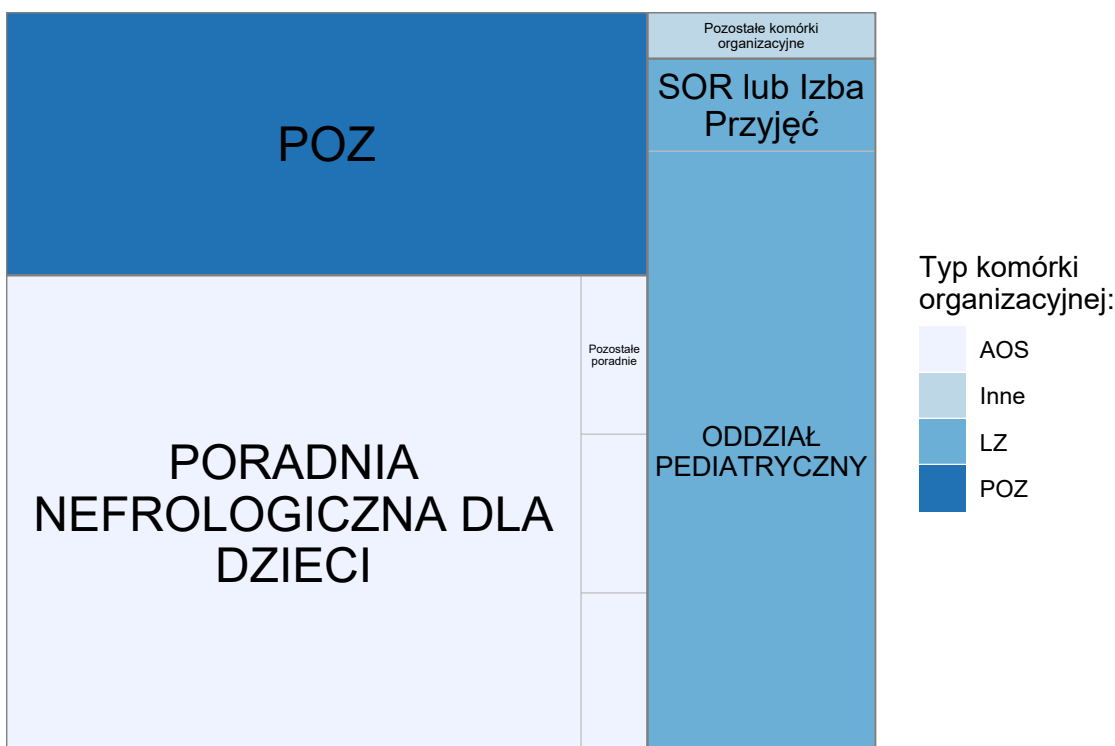 POZ
Pozostałe komórki
organizacyjne
SOR lub Izba
Przyjęć
Pozostałe
poradnie
PORADNIA
NEFROLOGICZNA DLA
DZIECI
ODDZIAŁ
PEDIATRYCZNY
Typ komórki
organizacyjnej:
AOS
Inne
LZ
POZ